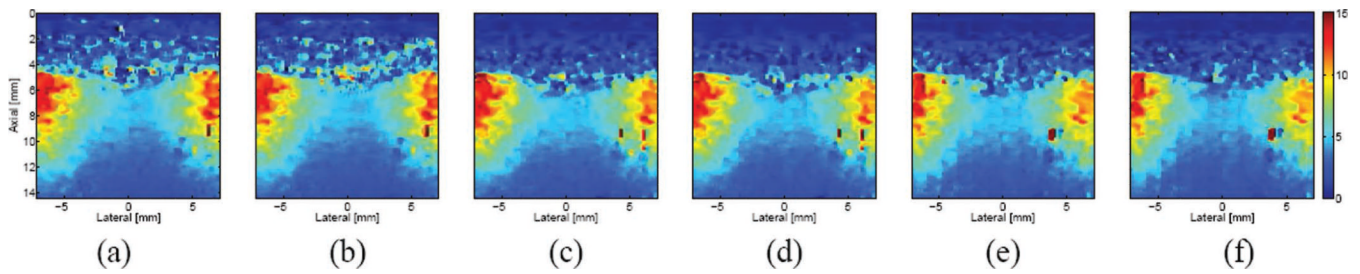 0
2
4
6
8
10
12
14
Axial [mm]
−5 0 5
Lateral [mm]
(a)
−5 0 5
Lateral [mm]
(b)
−5 0 5
Lateral [mm]
(c)
−5 0 5
Lateral [mm]
(d)
−5 0 5
Lateral [mm]
(e)
−5 0 5
Lateral [mm]
(f)
15
10
5
0